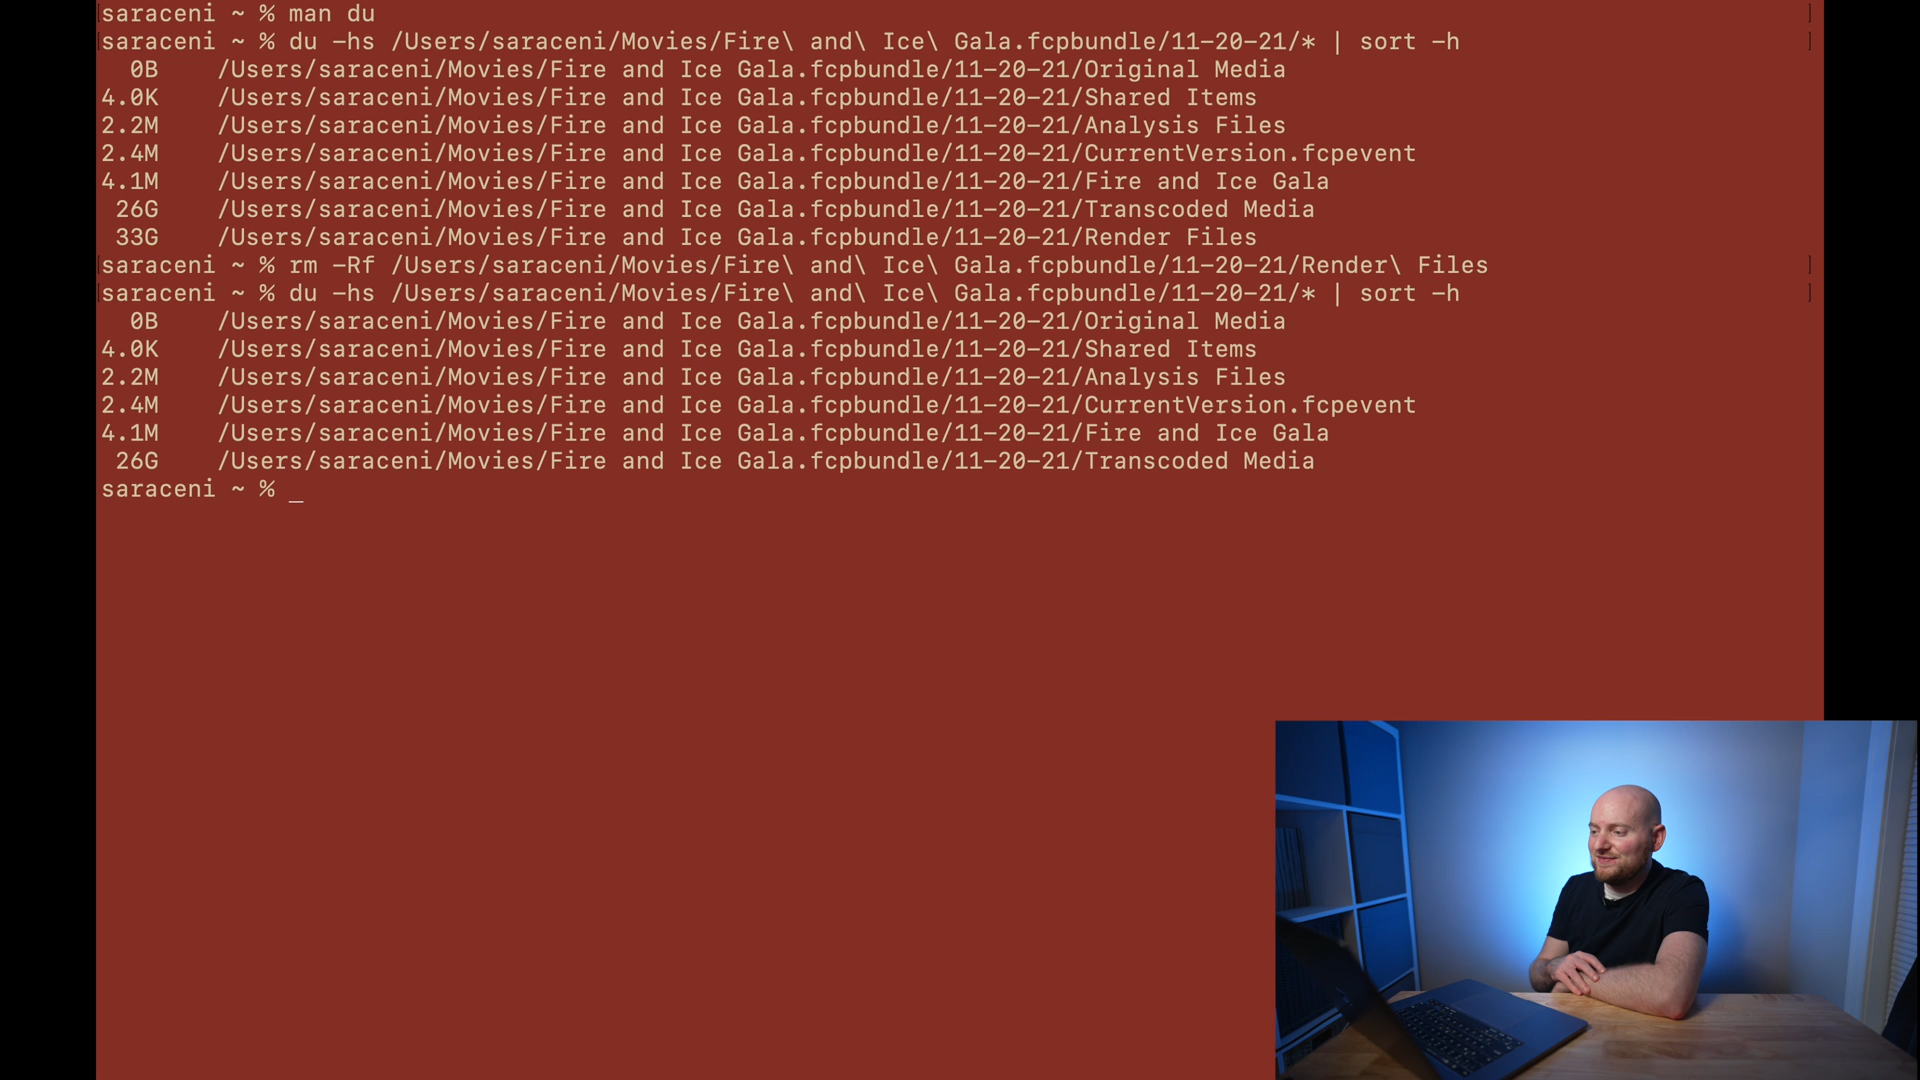 saraceni ~ % man du
saraceni ~ % du -hs /Users/saraceni/Movies/Fire\ and\ Ice\ Gala.fcpbundle/11-20-21/* | sort -h
0B /Users/saraceni/Movies/Fire and Ice Gala.fcpbundle/11-20-21/Original Media
4.0K /Users/saraceni/Movies/Fire and Ice Gala.fcpbundle/11-20-21/Shared Items
2.2M /Users/saraceni/Movies/Fire and Ice Gala.fcpbundle/11-20-21/Analysis Files
2.4M /Users/saraceni/Movies/Fire and Ice Gala.fcpbundle/11-20-21/CurrentVersion.fcpevent
4.1M /Users/saraceni/Movies/Fire and Ice Gala.fcpbundle/11-20-21/Fire and Ice Gala
26G /Users/saraceni/Movies/Fire and Ice Gala.fcpbundle/11-20-21/Transcoded Media
33G /Users/saraceni/Movies/Fire and Ice Gala.fcpbundle/11-20-21/Render Files
saraceni ~ % rm -Rf /Users/saraceni/Movies/Fire\ and\ Ice\ Gala.fcpbundle/11-20-21/Render\ Files
saraceni ~ % du -hs /Users/saraceni/Movies/Fire\ and\ Ice\ Gala.fcpbundle/11-20-21/* | sort -h
0B /Users/saraceni/Movies/Fire and Ice Gala.fcpbundle/11-20-21/Original Media
4.0K /Users/saraceni/Movies/Fire and Ice Gala.fcpbundle/11-20-21/Shared Items
2.2M /Users/saraceni/Movies/Fire and Ice Gala.fcpbundle/11-20-21/Analysis Files
2.4M /Users/saraceni/Movies/Fire and Ice Gala.fcpbundle/11-20-21/CurrentVersion.fcpevent
4.1M /Users/saraceni/Movies/Fire and Ice Gala.fcpbundle/11-20-21/Fire and Ice Gala
26G /Users/saraceni/Movies/Fire and Ice Gala.fcpbundle/11-20-21/Transcoded Media
saraceni ~ % _